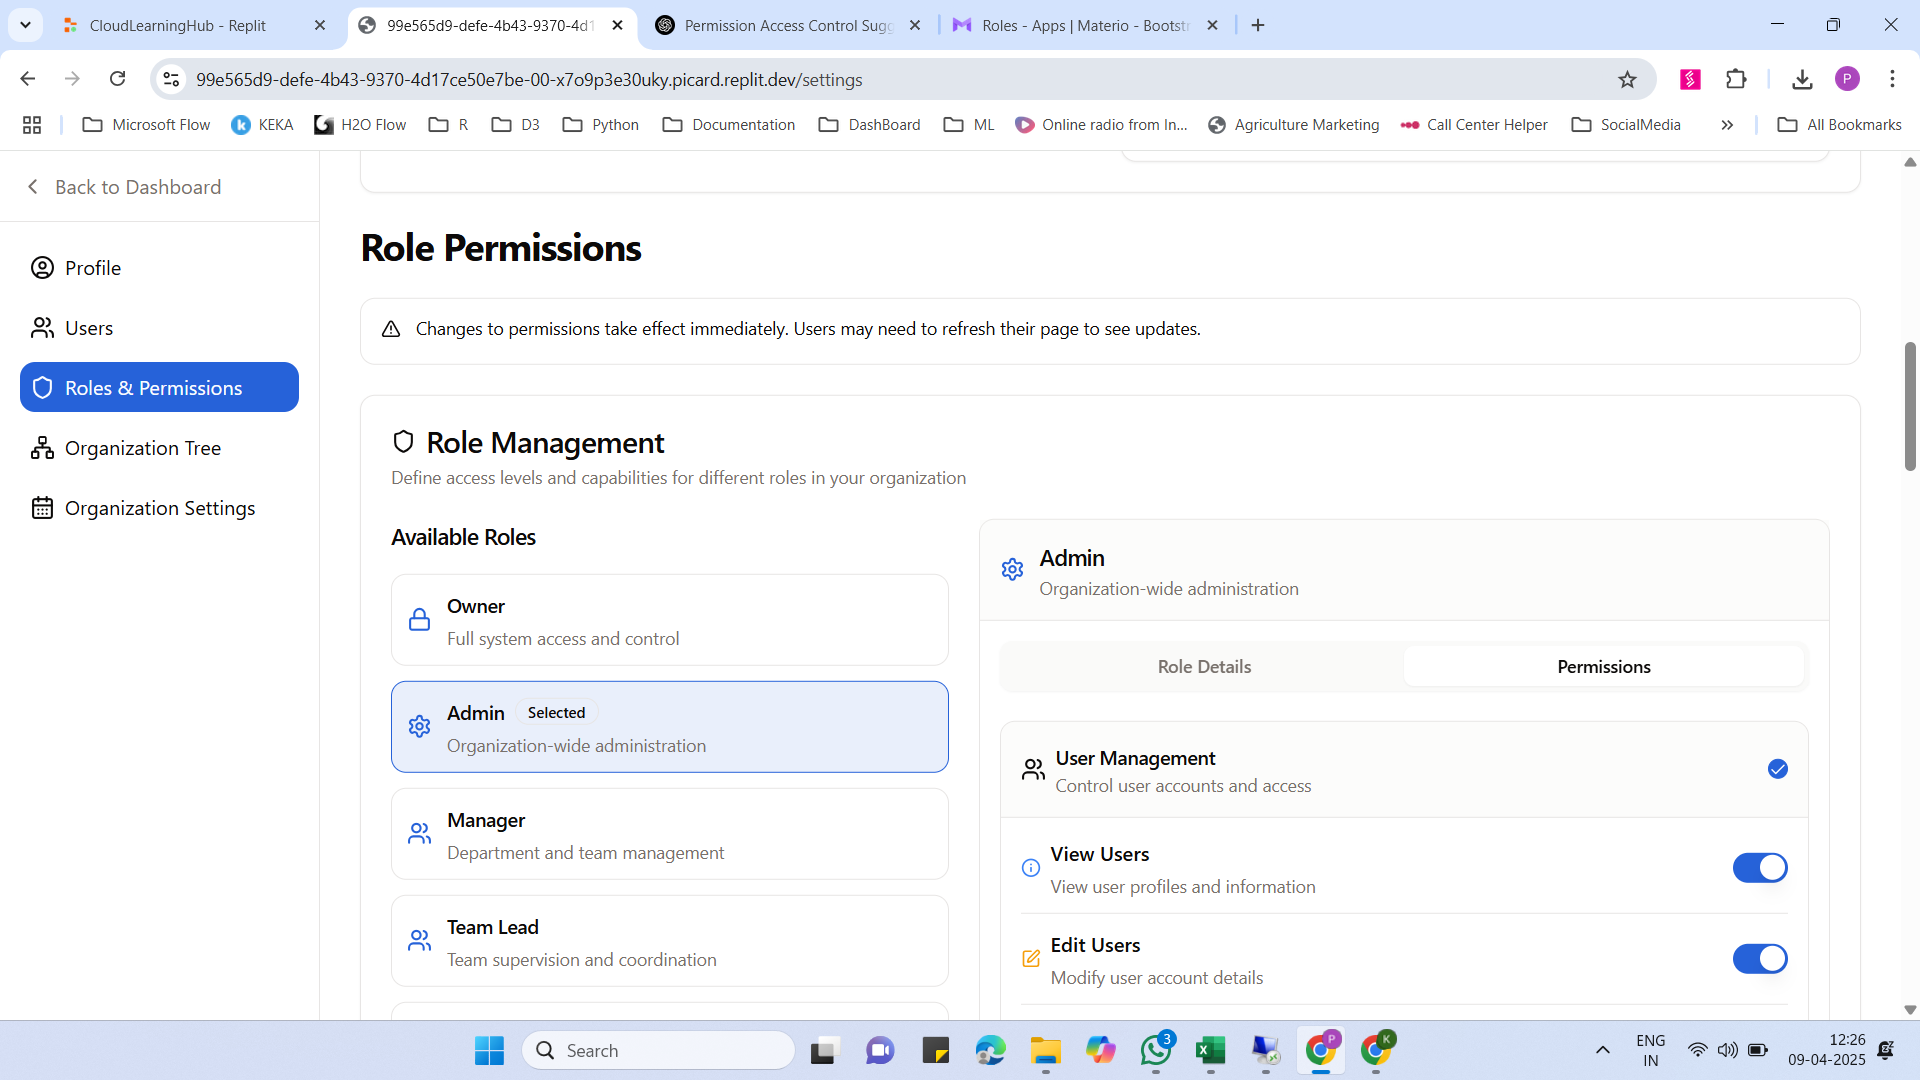 CloudLearningHub - Replit
99e565d9-defe-4b43-9370-4d1
Permission Access Control Sugg
Roles - Apps | Materio - Bootstr
99e565d9-defe-4b43-9370-4d17ce50e7be-00-x7o9p3e30uky.picard.replit.dev/settings
P
Microsoft Flow
KEKA
H2O Flow
R
D3
Python
Documentation
DashBoard
ML
Online radio from In...
Agriculture Marketing
Call Center Helper
SocialMedia
All Bookmarks
Back to Dashboard
Profile
Users
Roles & Permissions
Organization Tree
Organization Settings
Role Permissions
Changes to permissions take effect immediately. Users may need to refresh their page to see updates.
Role Management
Define access levels and capabilities for different roles in your organization
Available Roles
Owner
Full system access and control
Admin Selected
Organization-wide administration
Manager
Department and team management
Team Lead
Team supervision and coordination
Admin
Organization-wide administration
Role Details
Permissions
User Management
Control user accounts and access
View Users
View user profiles and information
Edit Users
Modify user account details
Search
3
P
K
ENG
IN
12:26
09-04-2025